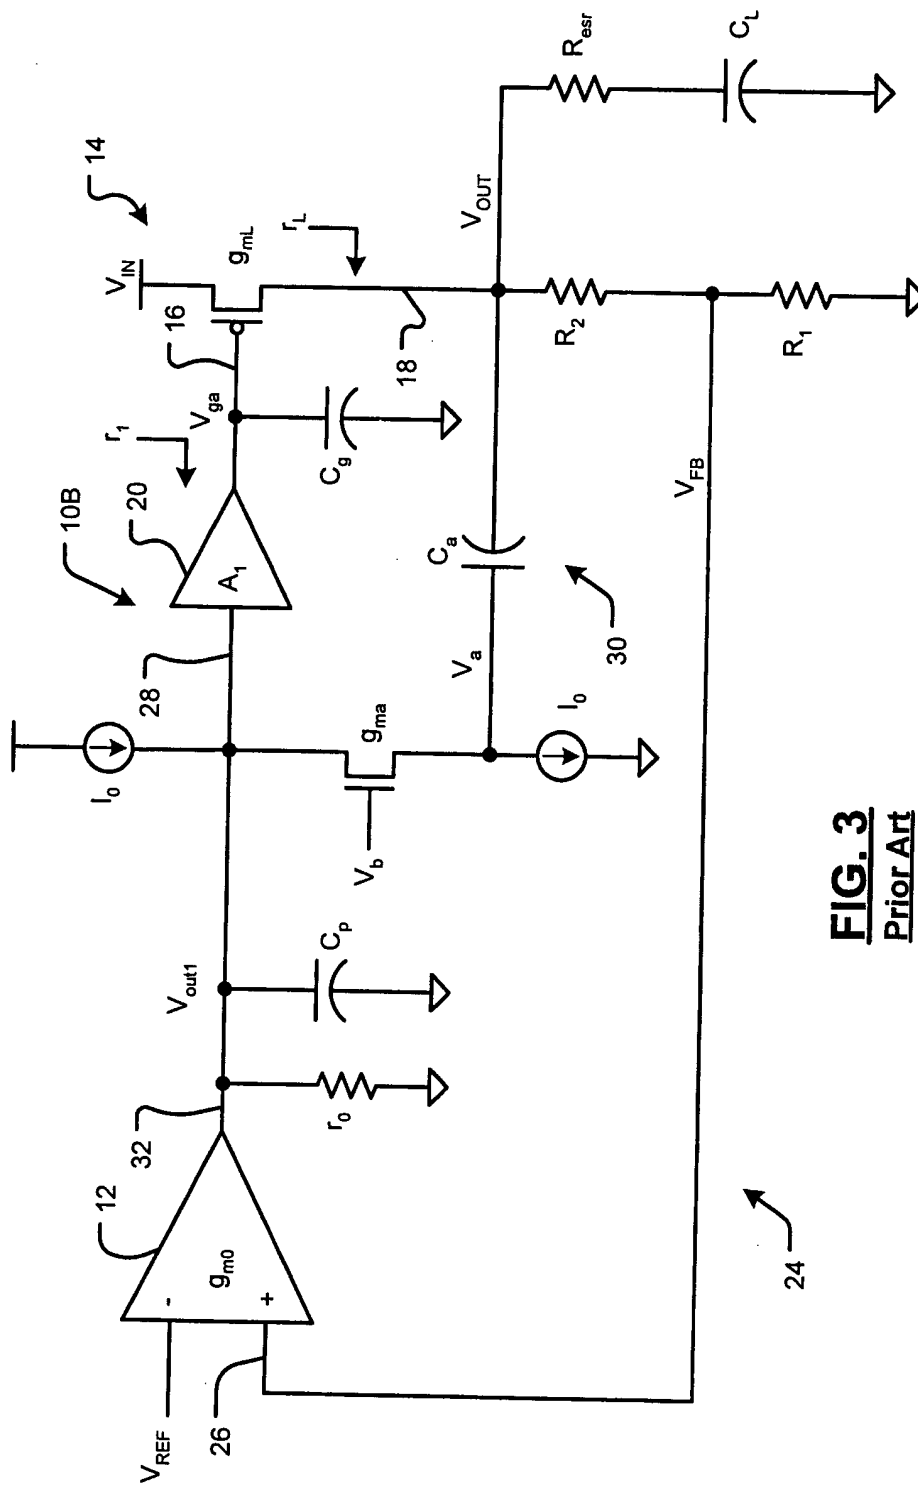 14
V_IN
g_mL
r_L
16
18
V_OUT
R_esr
C_L
R_2
R_1
V_FB
V_ga
C_g
r_1
10B
20
A_1
28
I_0
g_ma
V_b
V_a
C_a
30
I_0
V_out1
C_p
r_0
32
12
g_m0
-
+
V_REF
26
24
FIG. 3
Prior Art